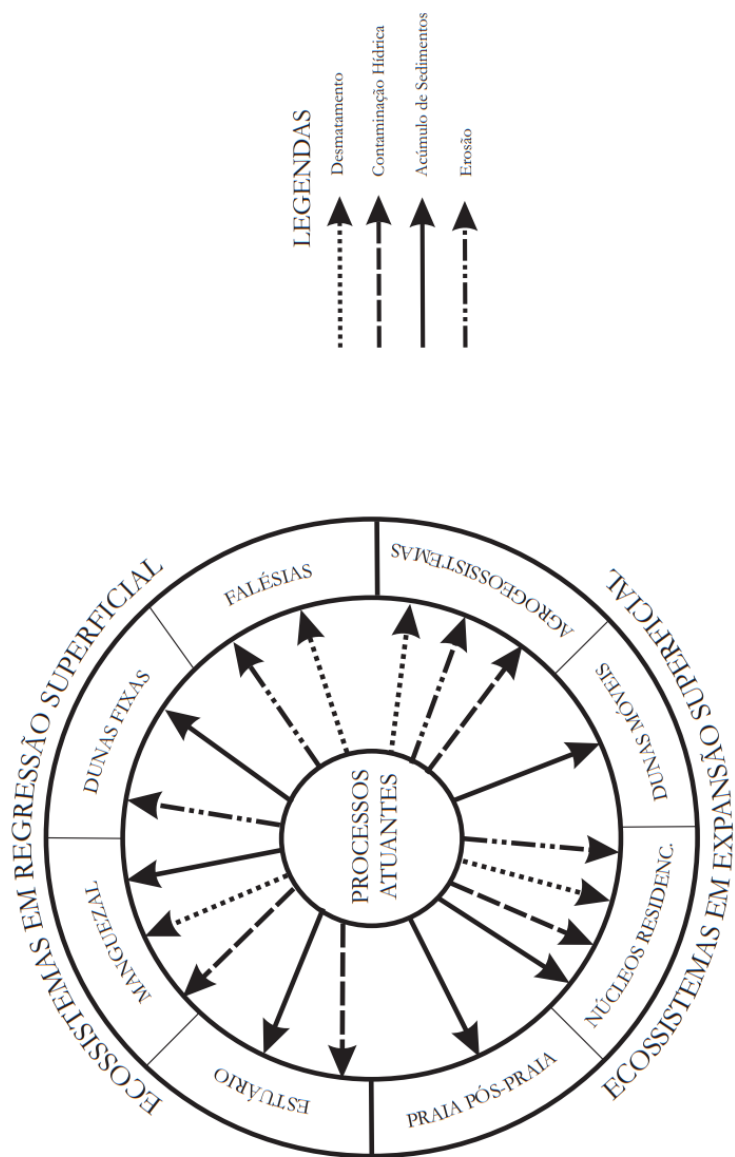 LEGENDAS
Desmatamento
Contaminação Hídrica
Acúmulo de Sedimentos
Erosão
ECOSSISTEMAS EM REGRESSÃO SUPERFICIAL
ESTUÁRIO
MANGUEZAL
DUNAS FIXAS
FALÉSIAS
PROCESSOS
ATUANTES
AGROGEOSSISTEMAS
DUNAS MÓVEIS
NÚCLEOS RESIDENC.
PRAIA PÓS-PRAIA
ECOSSISTEMAS EM EXPANSÃO SUPERFICIAL